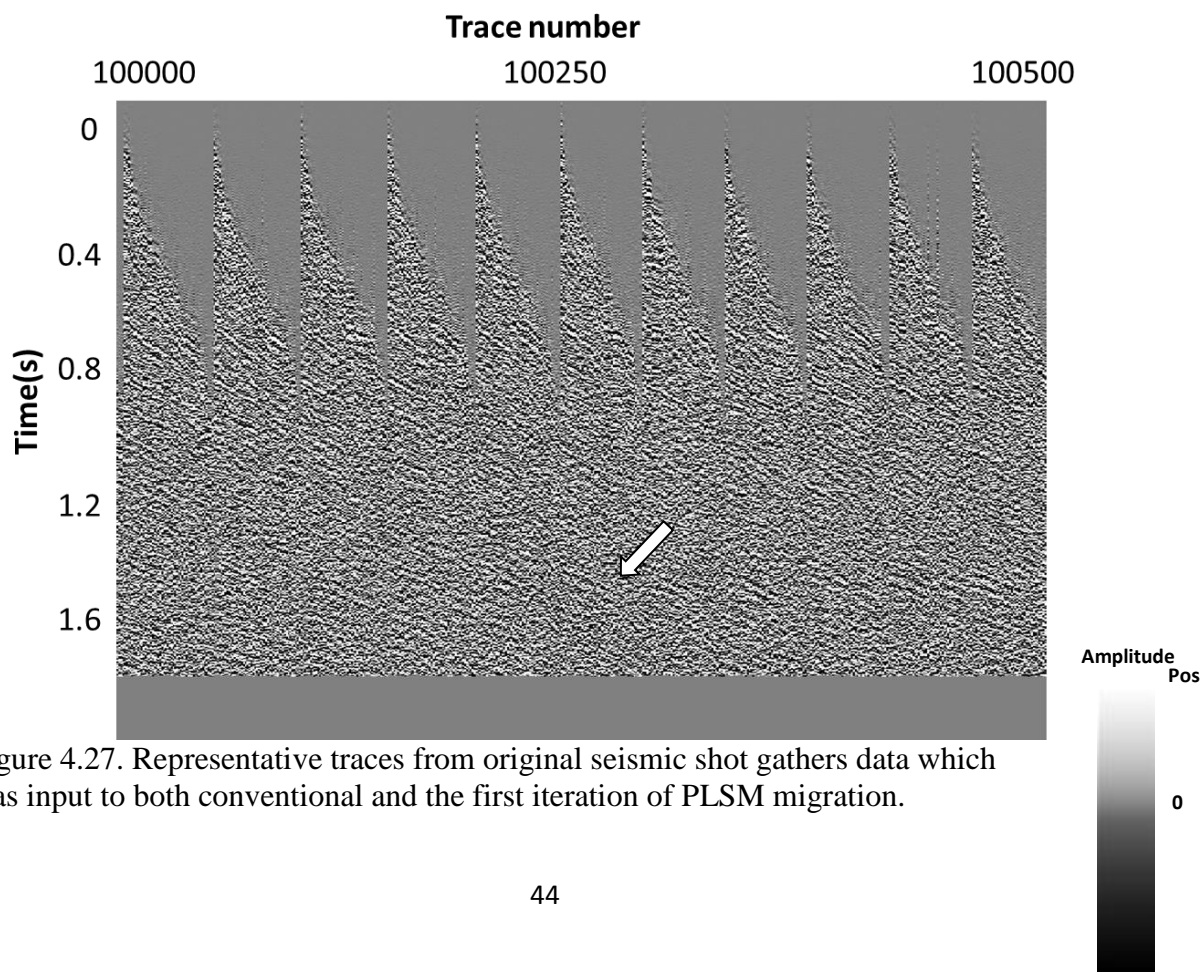 Trace number
100000 100250 100500
0
0.4
0.8
1.2
1.6
Time(s)
Amplitude
Pos
0
gure 4.27. Representative traces from original seismic shot gathers data which
as input to both conventional and the first iteration of PLSM migration.
44